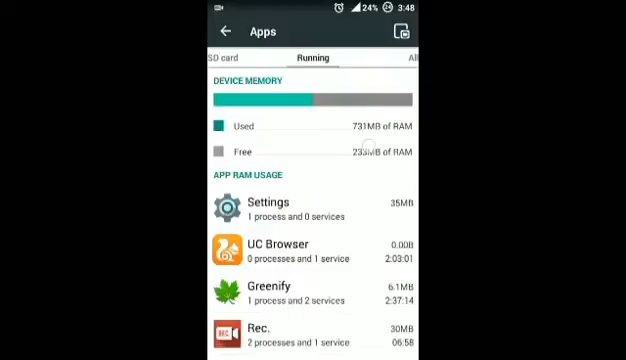 24% 24 3:48
Apps
SD card Running All
DEVICE MEMORY
Used 731MB of RAM
Free 233MB of RAM
APP RAM USAGE
Settings 35MB
1 process and 0 services
UC Browser 0.00B
0 processes and 1 service 2:03:01
Greenify 6.1MB
1 process and 2 services 2:37:14
REC Rec. 30MB
2 processes and 1 service 06:58